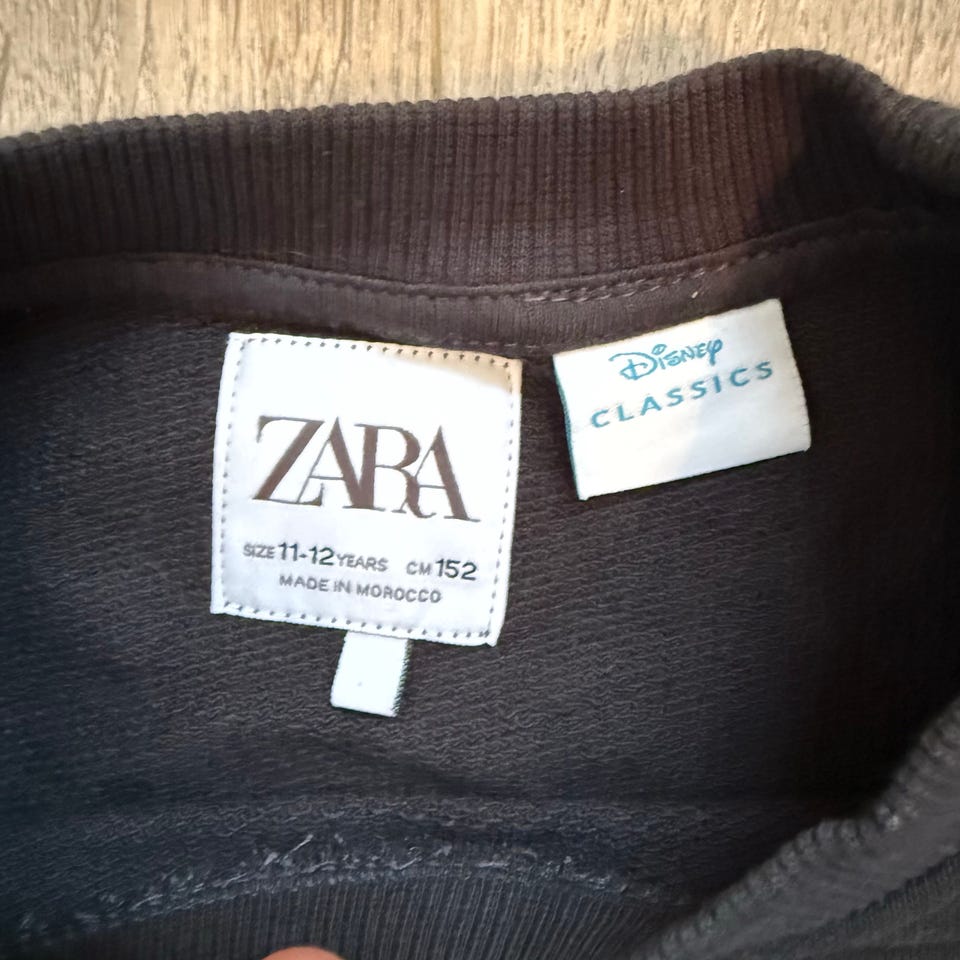 ZARA
SIZE 11-12 YEARS CM 152
MADE IN MOROCCO
Disney
CLASSICS